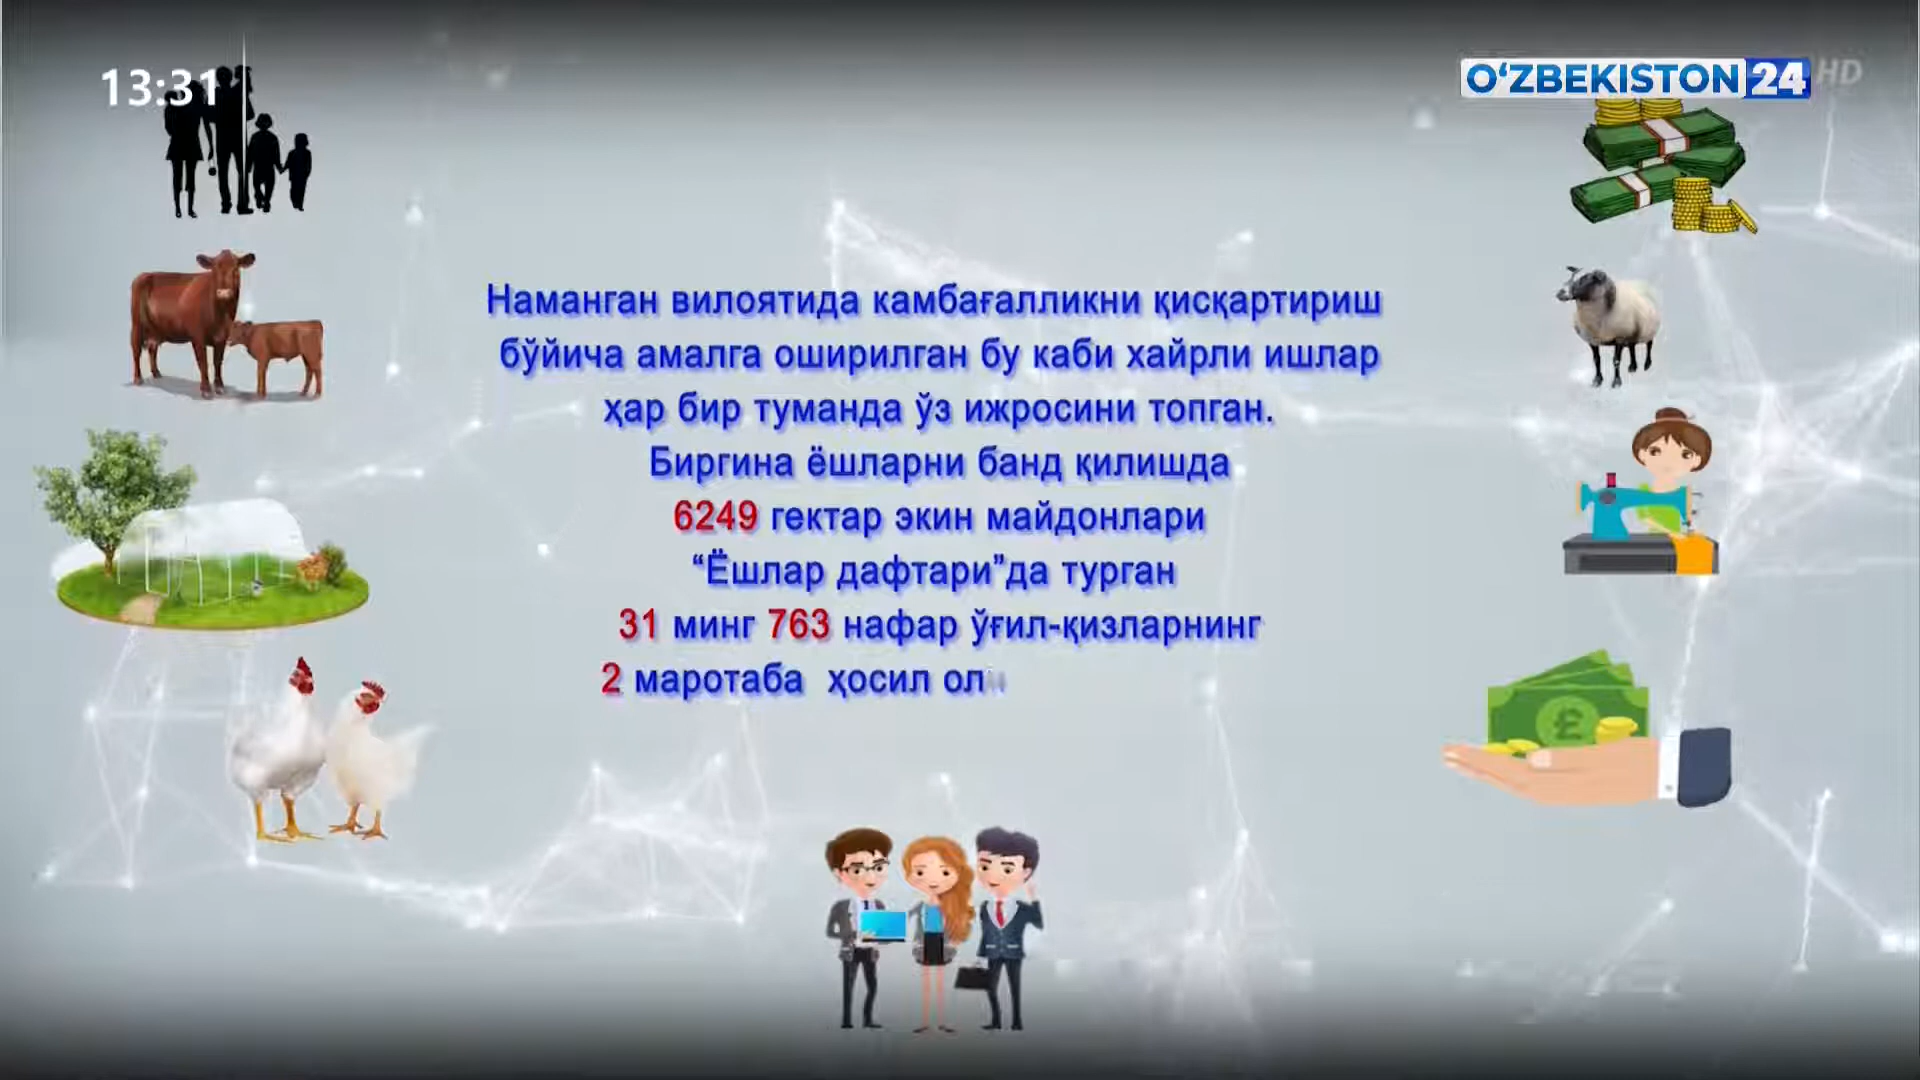 13:31
O‘ZBEKISTON 24 HD
Наманган вилоятида камбағалликни қисқартириш
бўйича амалга оширилган бу каби хайрли ишлар
ҳар бир туманда ўз ижросини топган.
Биргина ёшларни банд қилишда
6249 гектар экин майдонлари
“Ёшлар дафтари”да турган
31 минг 763 нафар ўғил-қизларнинг
2 маротаба ҳосил